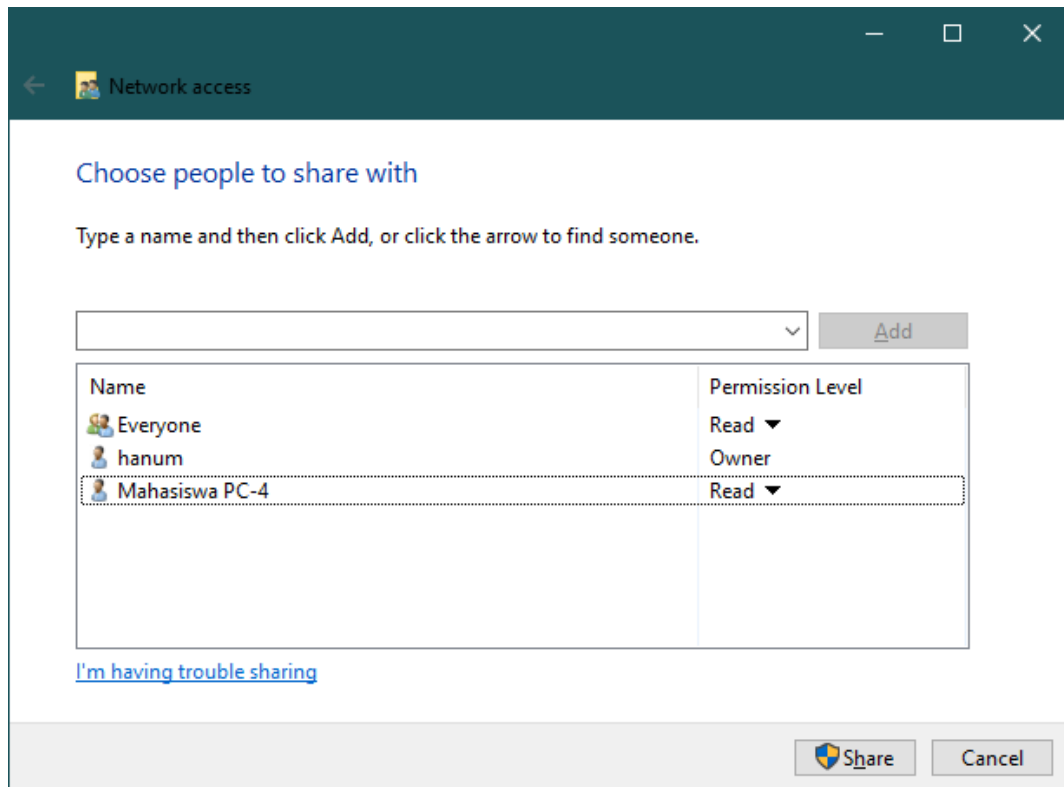 Network access
Choose people to share with
Type a name and then click Add, or click the arrow to find someone.
Add
Name Permission Level
Everyone Read
hanum Owner
Mahasiswa PC-4 Read
I'm having trouble sharing
Share Cancel